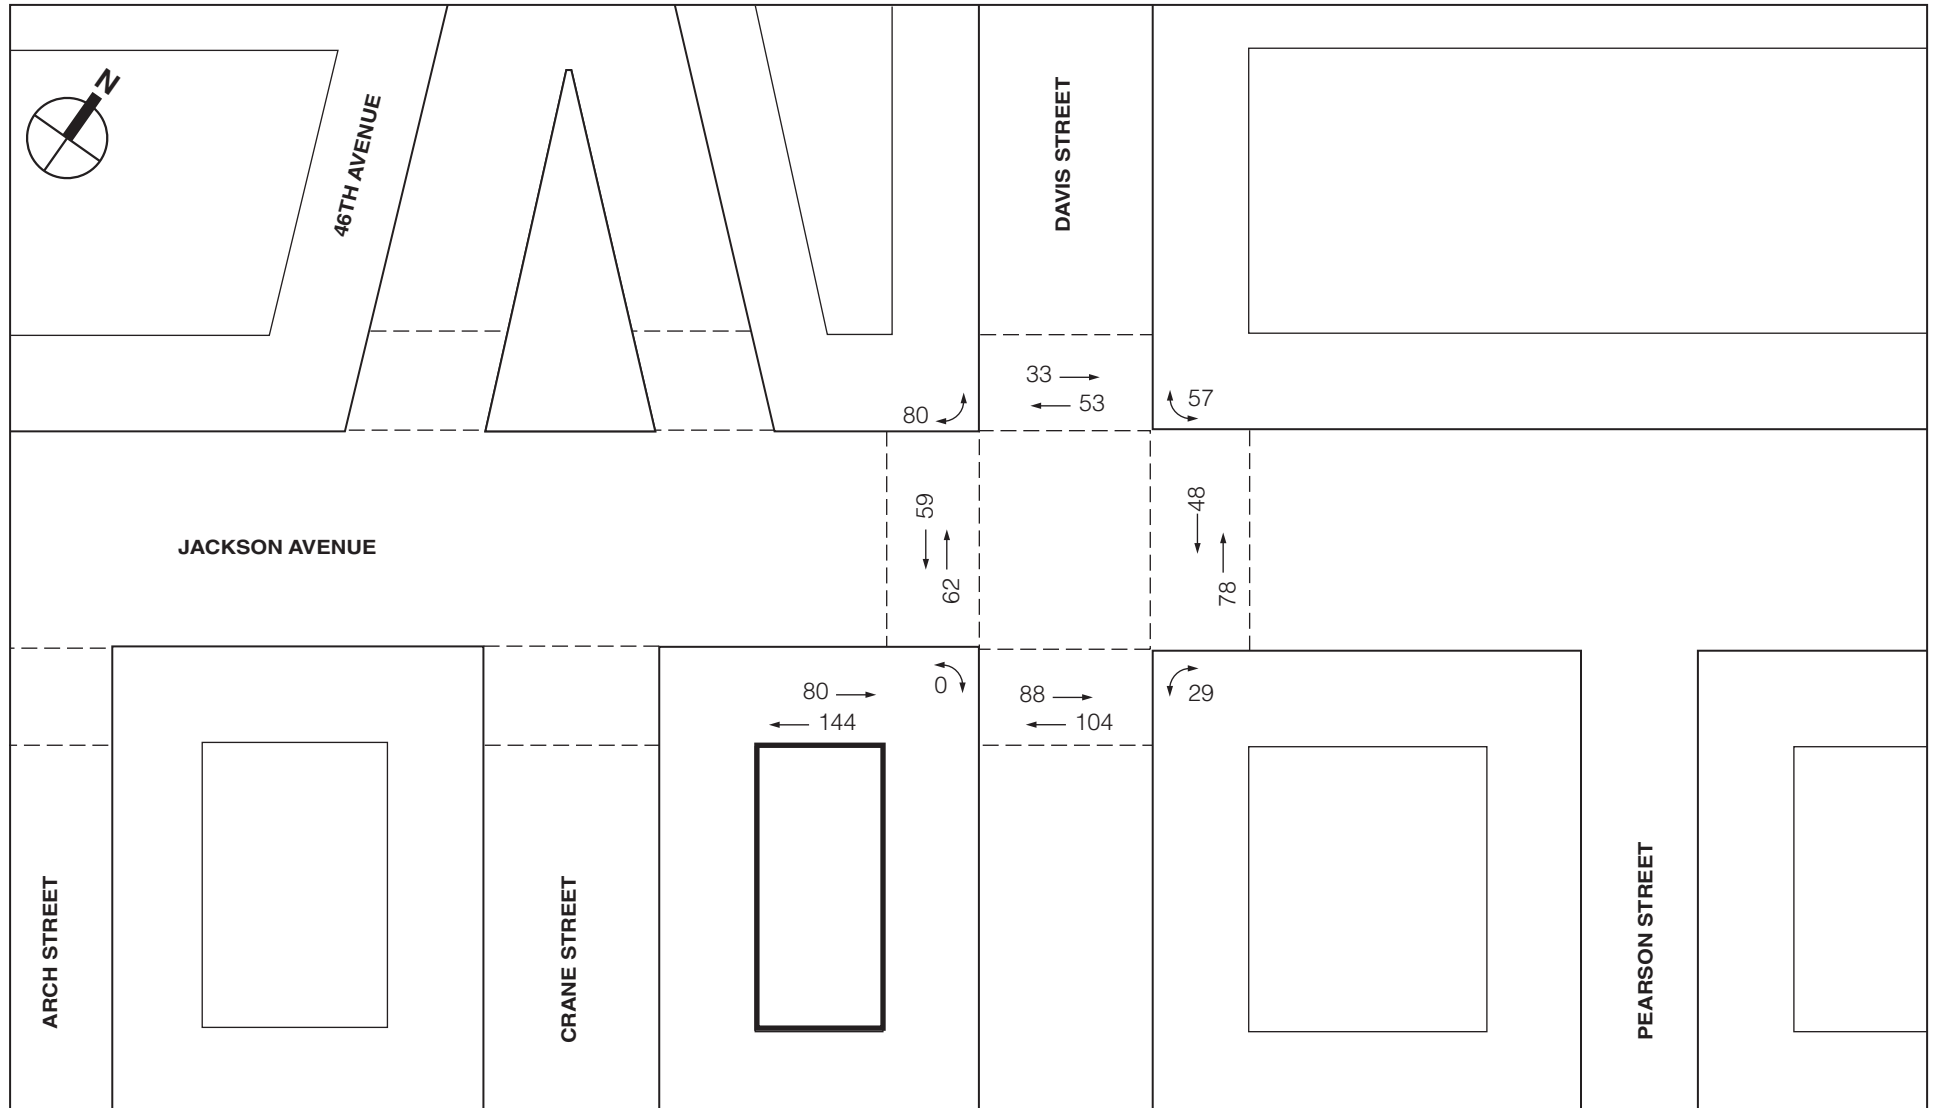 N
46TH AVENUE
DAVIS STREET
33
53
80
57
59
62
48
78
JACKSON AVENUE
80
144
0
88
104
29
ARCH STREET
CRANE STREET
PEARSON STREET